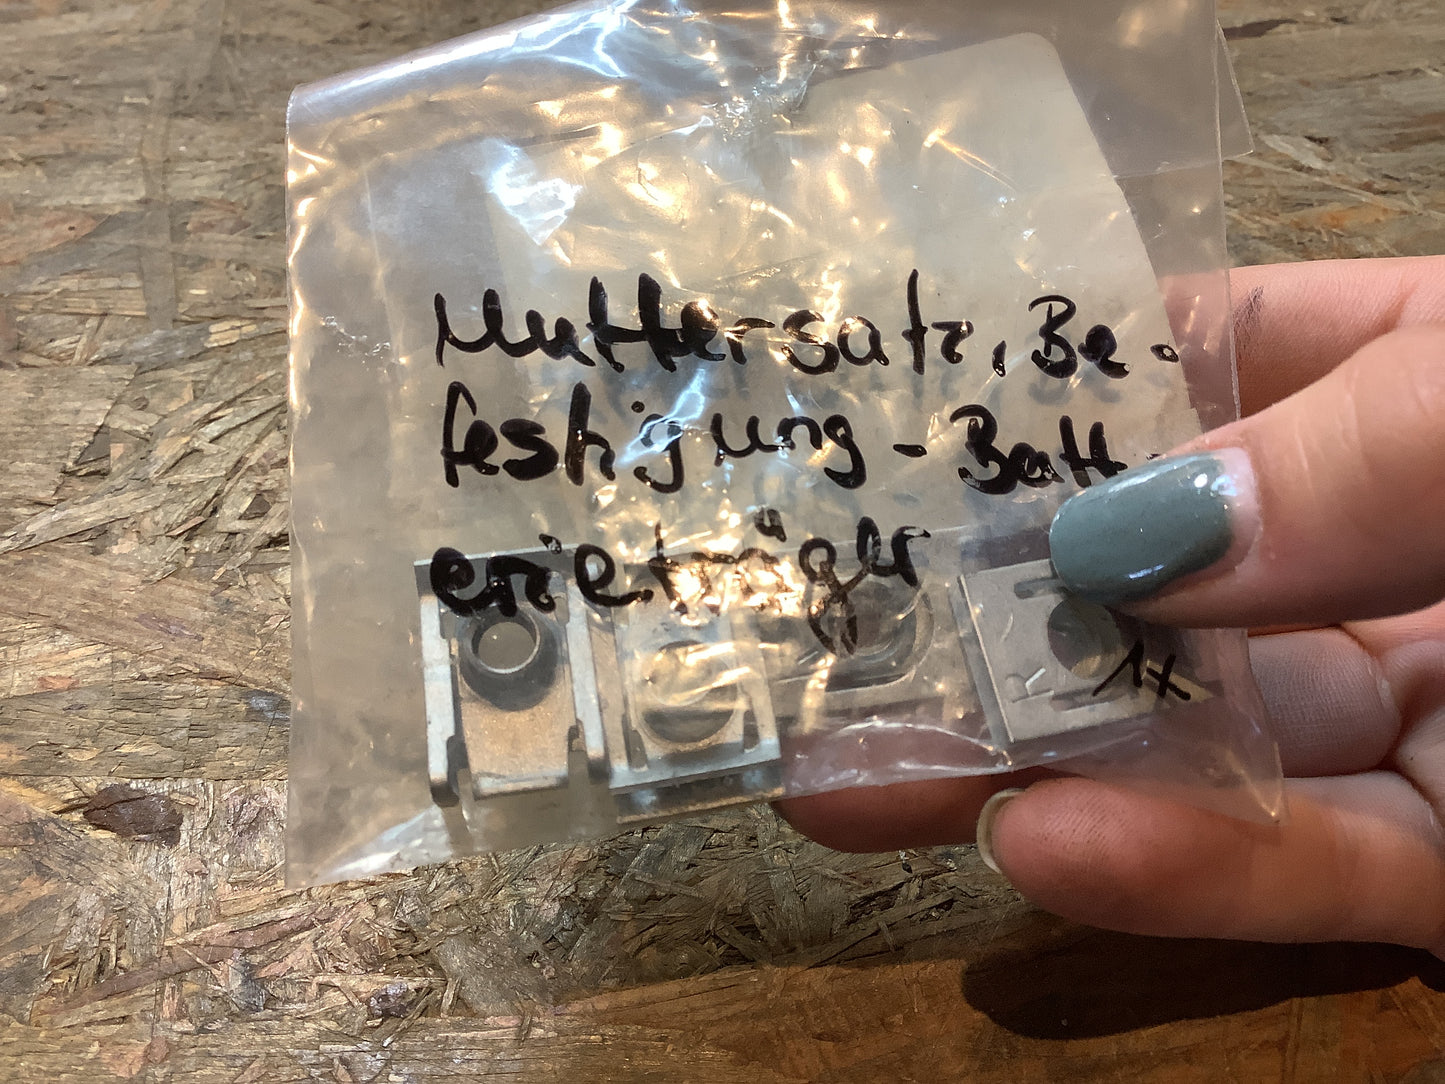 Muttersatz, Be-
festigung - Batt-
erieträger
1x
R